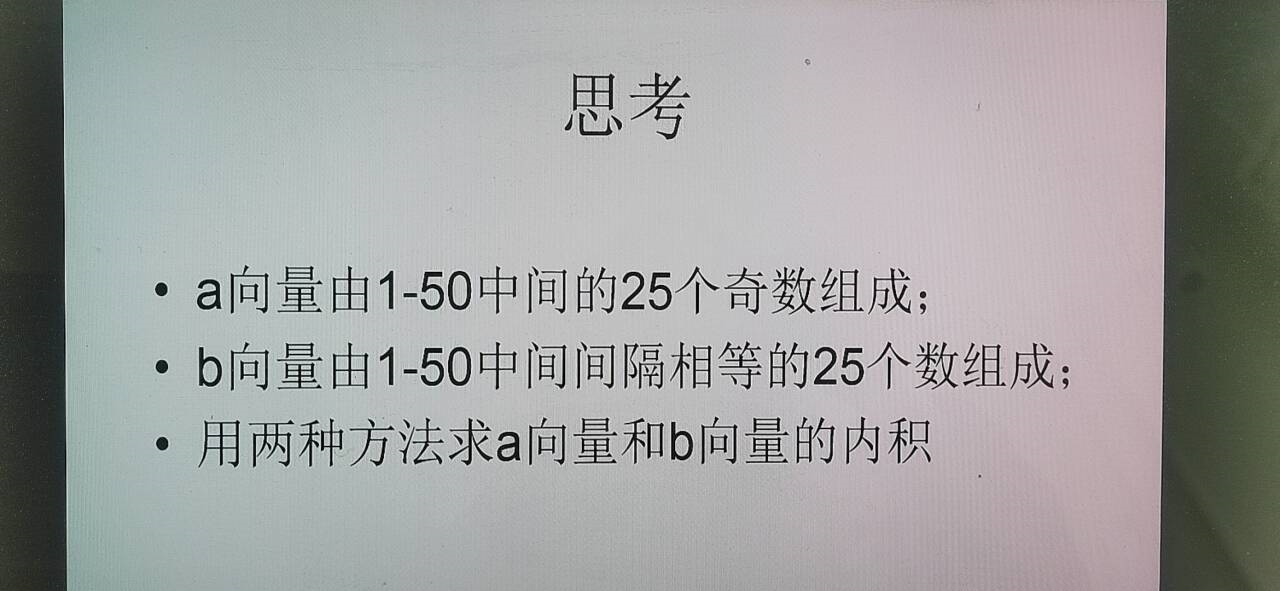 思考
• a向量由1-50中间的25个奇数组成；
• b向量由1-50中间间隔相等的25个数组成；
• 用两种方法求a向量和b向量的内积